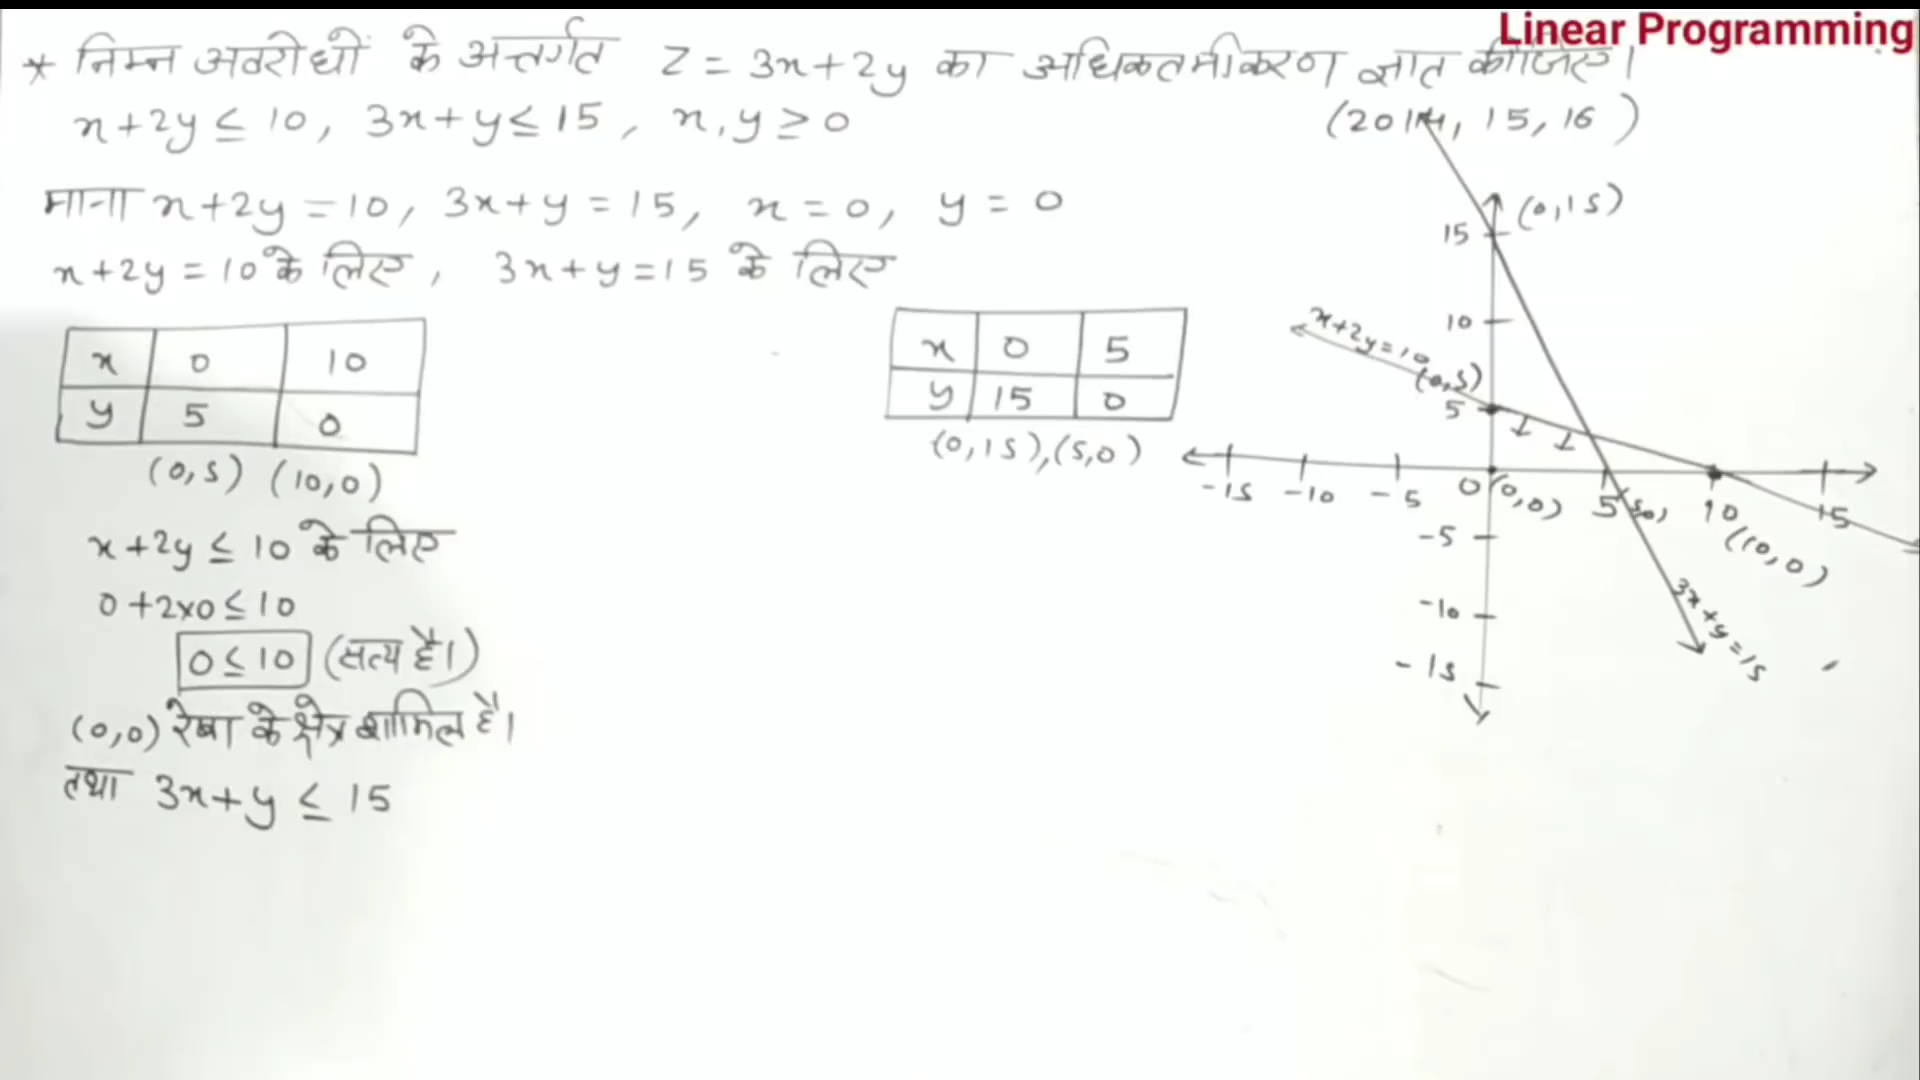 Linear Programming
* निम्न अवरोधों के अन्तर्गत Z = 3x+2y का अधिकतमीकरण ज्ञात कीजिए।
x+2y ≤ 10, 3x+y ≤ 15, x, y ≥ 0
(2014, 15, 16)
माना x+2y = 10, 3x+y = 15, x = 0, y = 0
x+2y = 10 के लिए, 3x+y = 15 के लिए
x 0 10
y 5 0
(0,5) (10,0)
x 0 5
y 15 0
(0,15),(5,0)
x+2y ≤ 10 के लिए
0+2x0 ≤ 10
0 ≤ 10 (सत्य है।)
(0,0) रेखा के क्षेत्र शामिल है।
तथा 3x+y ≤ 15
15 (0,15)
10
x+2y=10
(0,5)
5
-15 -10 -5 0 (0,0) 5 10 15
(10,0)
-5
-10
-15
3x+y=15